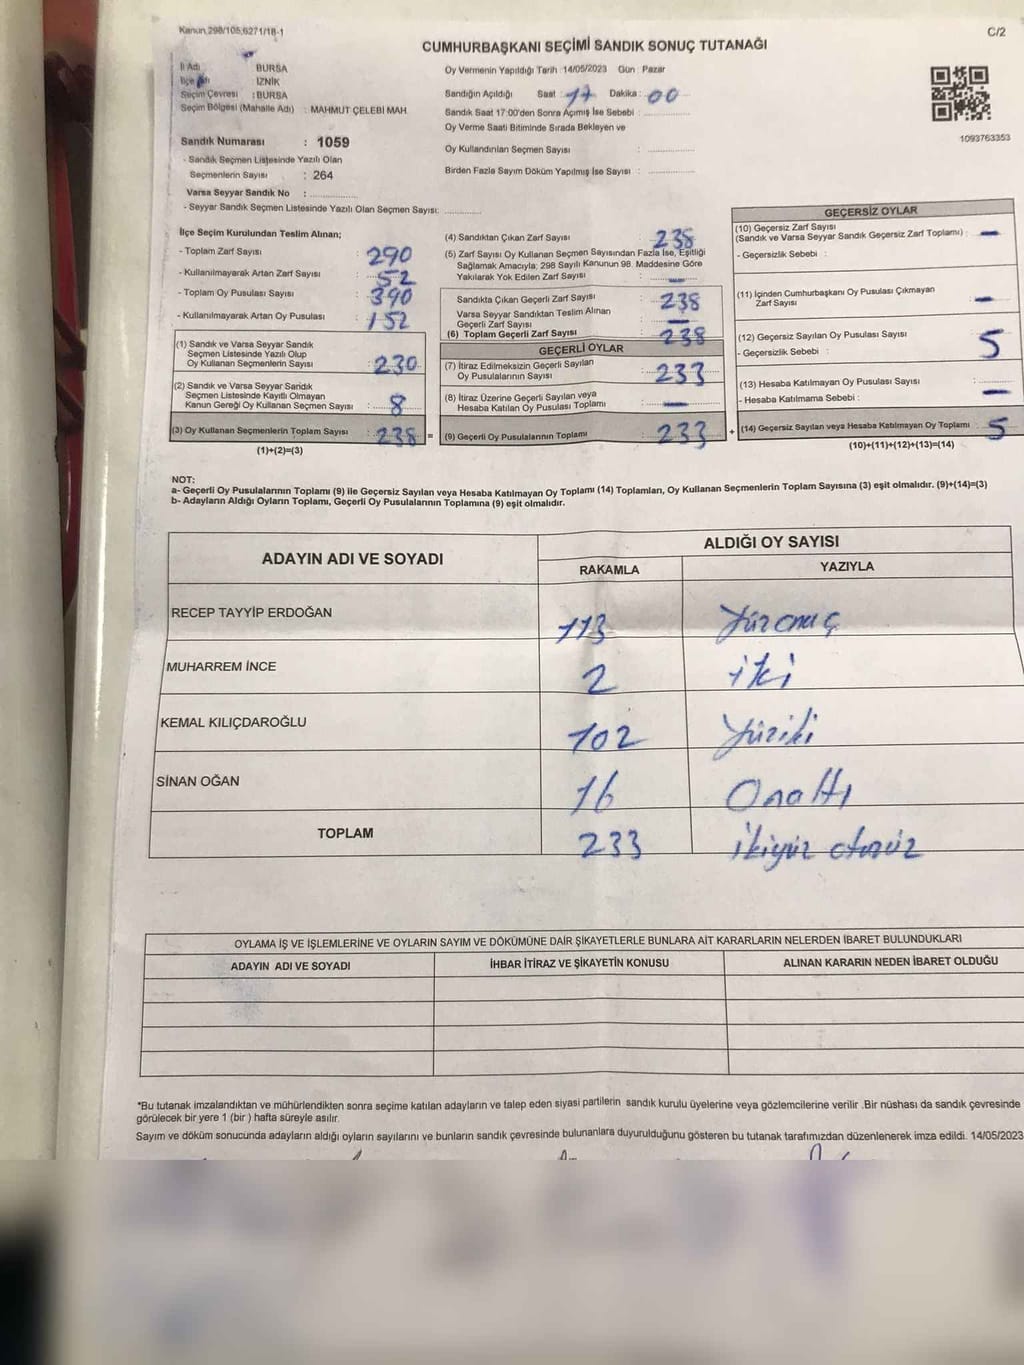 Kanun,298/105,6271/18-1
C/2
CUMHURBAŞKANI SEÇİMİ SANDIK SONUÇ TUTANAĞI
İl Adı : BURSA
İlçe Adı : İZNİK
Seçim Çevresi : BURSA
Seçim Bölgesi (Mahalle Adı) : MAHMUT ÇELEBİ MAH.
Sandık Numarası : 1059
- Sandık Seçmen Listesinde Yazılı Olan
Seçmenlerin Sayısı : 264
Varsa Seyyar Sandık No :
- Seyyar Sandık Seçmen Listesinde Yazılı Olan Seçmen Sayısı:
Oy Vermenin Yapıldığı Tarih :14/05/2023 Gün : Pazar
Sandığın Açıldığı Saat : 17 Dakika : 00
Sandık Saat 17:00'den Sonra Açımış İse Sebebi :
Oy Verme Saati Bitiminde Sırada Bekleyen ve
Oy Kullandırılan Seçmen Sayısı :
Birden Fazla Sayım Döküm Yapılmış İse Sayısı :
1093763353
İlçe Seçim Kurulundan Teslim Alınan;
- Toplam Zarf Sayısı : 290
- Kullanılmayarak Artan Zarf Sayısı : 52
- Toplam Oy Pusulası Sayısı : 390
- Kullanılmayarak Artan Oy Pusulası : 152
(1) Sandık ve Varsa Seyyar Sandık
Seçmen Listesinde Yazılı Olup
Oy Kullanan Seçmenlerin Sayısı : 230
(2) Sandık ve Varsa Seyyar Sandık
Seçmen Listesinde Kayıtlı Olmayan
Kanun Gereği Oy Kullanan Seçmen Sayısı : 8
(3) Oy Kullanan Seçmenlerin Toplam Sayısı : 238 =
(1)+(2)=(3)
(4) Sandıktan Çıkan Zarf Sayısı : 238
(5) Zarf Sayısı Oy Kullanan Seçmen Sayısından Fazla İse, Eşitliği
Sağlamak Amacıyla; 298 Sayılı Kanunun 98. Maddesine Göre
Yakılarak Yok Edilen Zarf Sayısı : —
Sandıkta Çıkan Geçerli Zarf Sayısı : 238
Varsa Seyyar Sandıktan Teslim Alınan
Geçerli Zarf Sayısı : —
(6) Toplam Geçerli Zarf Sayısı : 238
GEÇERLİ OYLAR
(7) İtiraz Edilmeksizin Geçerli Sayılan
Oy Pusulalarının Sayısı : 233
(8) İtiraz Üzerine Geçerli Sayılan veya
Hesaba Katılan Oy Pusulası Toplamı : —
(9) Geçerli Oy Pusulalarının Toplamı : 233 +
GEÇERSİZ OYLAR
(10) Geçersiz Zarf Sayısı
(Sandık ve Varsa Seyyar Sandık Geçersiz Zarf Toplamı) : —
- Geçersizlik Sebebi :
(11) İçinden Cumhurbaşkanı Oy Pusulası Çıkmayan
Zarf Sayısı : —
(12) Geçersiz Sayılan Oy Pusulası Sayısı : 5
- Geçersizlik Sebebi :
(13) Hesaba Katılmayan Oy Pusulası Sayısı : —
- Hesaba Katılmama Sebebi :
(14) Geçersiz Sayılan veya Hesaba Katılmayan Oy Toplamı : 5
(10)+(11)+(12)+(13)=(14)
NOT:
a- Geçerli Oy Pusulalarının Toplamı (9) ile Geçersiz Sayılan veya Hesaba Katılmayan Oy Toplamı (14) Toplamları, Oy Kullanan Seçmenlerin Toplam Sayısına (3) eşit olmalıdır. (9)+(14)=(3)
b- Adayların Aldığı Oyların Toplamı, Geçerli Oy Pusulalarının Toplamına (9) eşit olmalıdır.
ADAYIN ADI VE SOYADI ALDIĞI OY SAYISI
RAKAMLA YAZIYLA
RECEP TAYYİP ERDOĞAN 113 Yüzonüç
MUHARREM İNCE 2 iki
KEMAL KILIÇDAROĞLU 102 Yüziki
SİNAN OĞAN 16 Onaltı
TOPLAM 233 ikiyüz otuzüç
OYLAMA İŞ VE İŞLEMLERİNE VE OYLARIN SAYIM VE DÖKÜMÜNE DAİR ŞİKAYETLERLE BUNLARA AİT KARARLARIN NELERDEN İBARET BULUNDUKLARI
ADAYIN ADI VE SOYADI İHBAR İTİRAZ VE ŞİKAYETİN KONUSU ALINAN KARARIN NEDEN İBARET OLDUĞU
*Bu tutanak imzalandıktan ve mühürlendikten sonra seçime katılan adayların ve talep eden siyasi partilerin sandık kurulu üyelerine veya gözlemcilerine verilir .Bir nüshası da sandık çevresinde
görülecek bir yere 1 (bir ) hafta süreyle asılır.
Sayım ve döküm sonucunda adayların aldığı oyların sayılarını ve bunların sandık çevresinde bulunanlara duyurulduğunu gösteren bu tutanak tarafımızdan düzenlenerek imza edildi. 14/05/2023